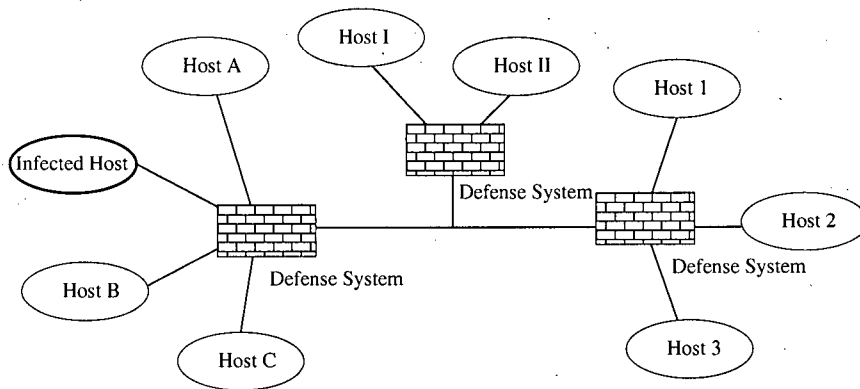 Host I
Host A
Host II
Host 1
Infected Host
Defense System
Host 2
Defense System
Defense System
Host B
Host C
Host 3